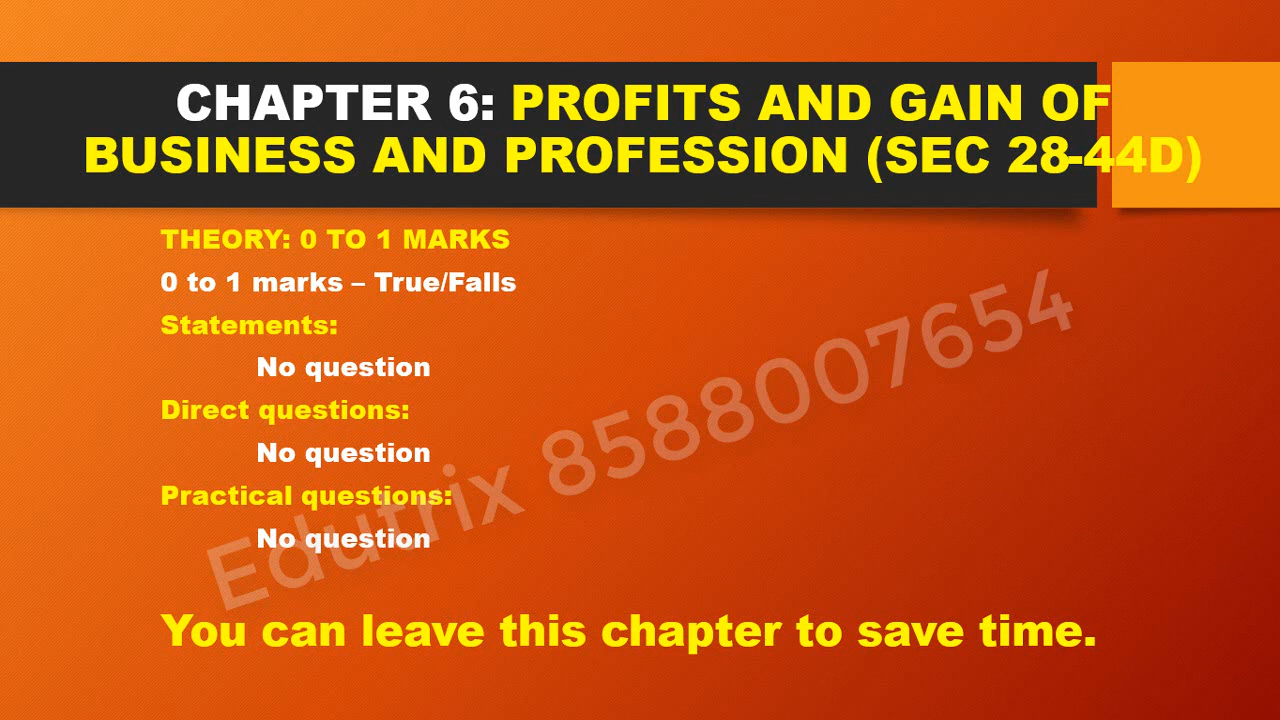 CHAPTER 6: PROFITS AND GAIN OF
BUSINESS AND PROFESSION (SEC 28-44D)
THEORY: 0 TO 1 MARKS
0 to 1 marks – True/Falls
Statements:
No question
Direct questions:
No question
Practical questions:
No question
Edutrix 8588007654
You can leave this chapter to save time.